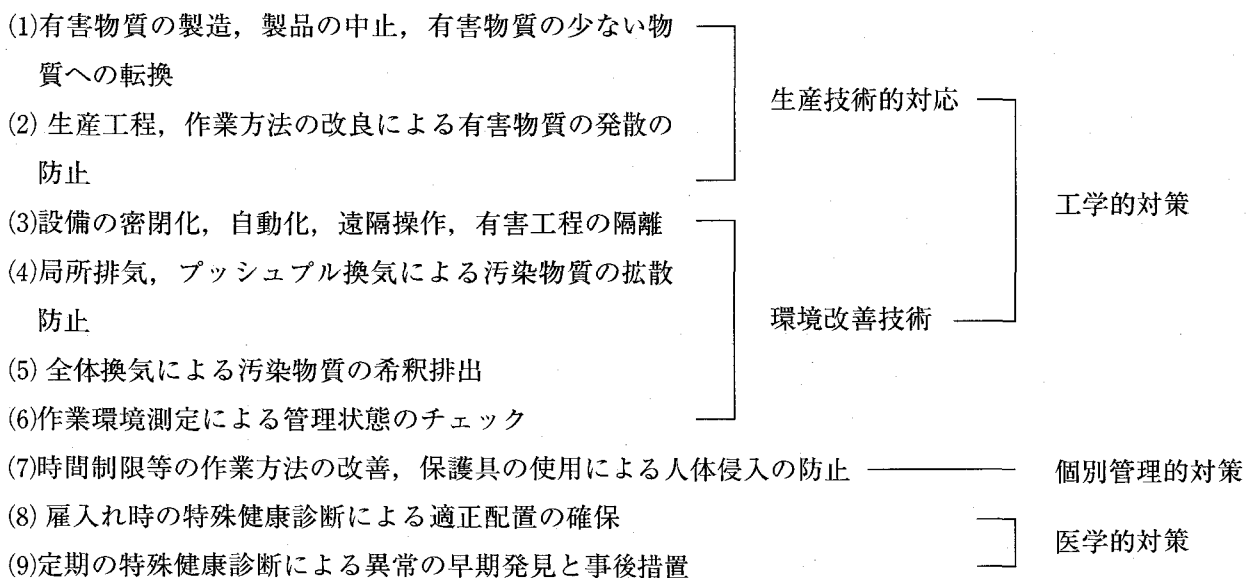 (1)有害物質の製造，製品の中止，有害物質の少ない物
質への転換
生産技術的対応
(2) 生産工程，作業方法の改良による有害物質の発散の
防止
工学的対策
(3)設備の密閉化，自動化，遠隔操作，有害工程の隔離
(4)局所排気，プッシュプル換気による汚染物質の拡散
防止
環境改善技術
(5) 全体換気による汚染物質の希釈排出
(6)作業環境測定による管理状態のチェック
(7)時間制限等の作業方法の改善，保護具の使用による人体侵入の防止
個別管理的対策
(8) 雇入れ時の特殊健康診断による適正配置の確保
医学的対策
(9)定期の特殊健康診断による異常の早期発見と事後措置